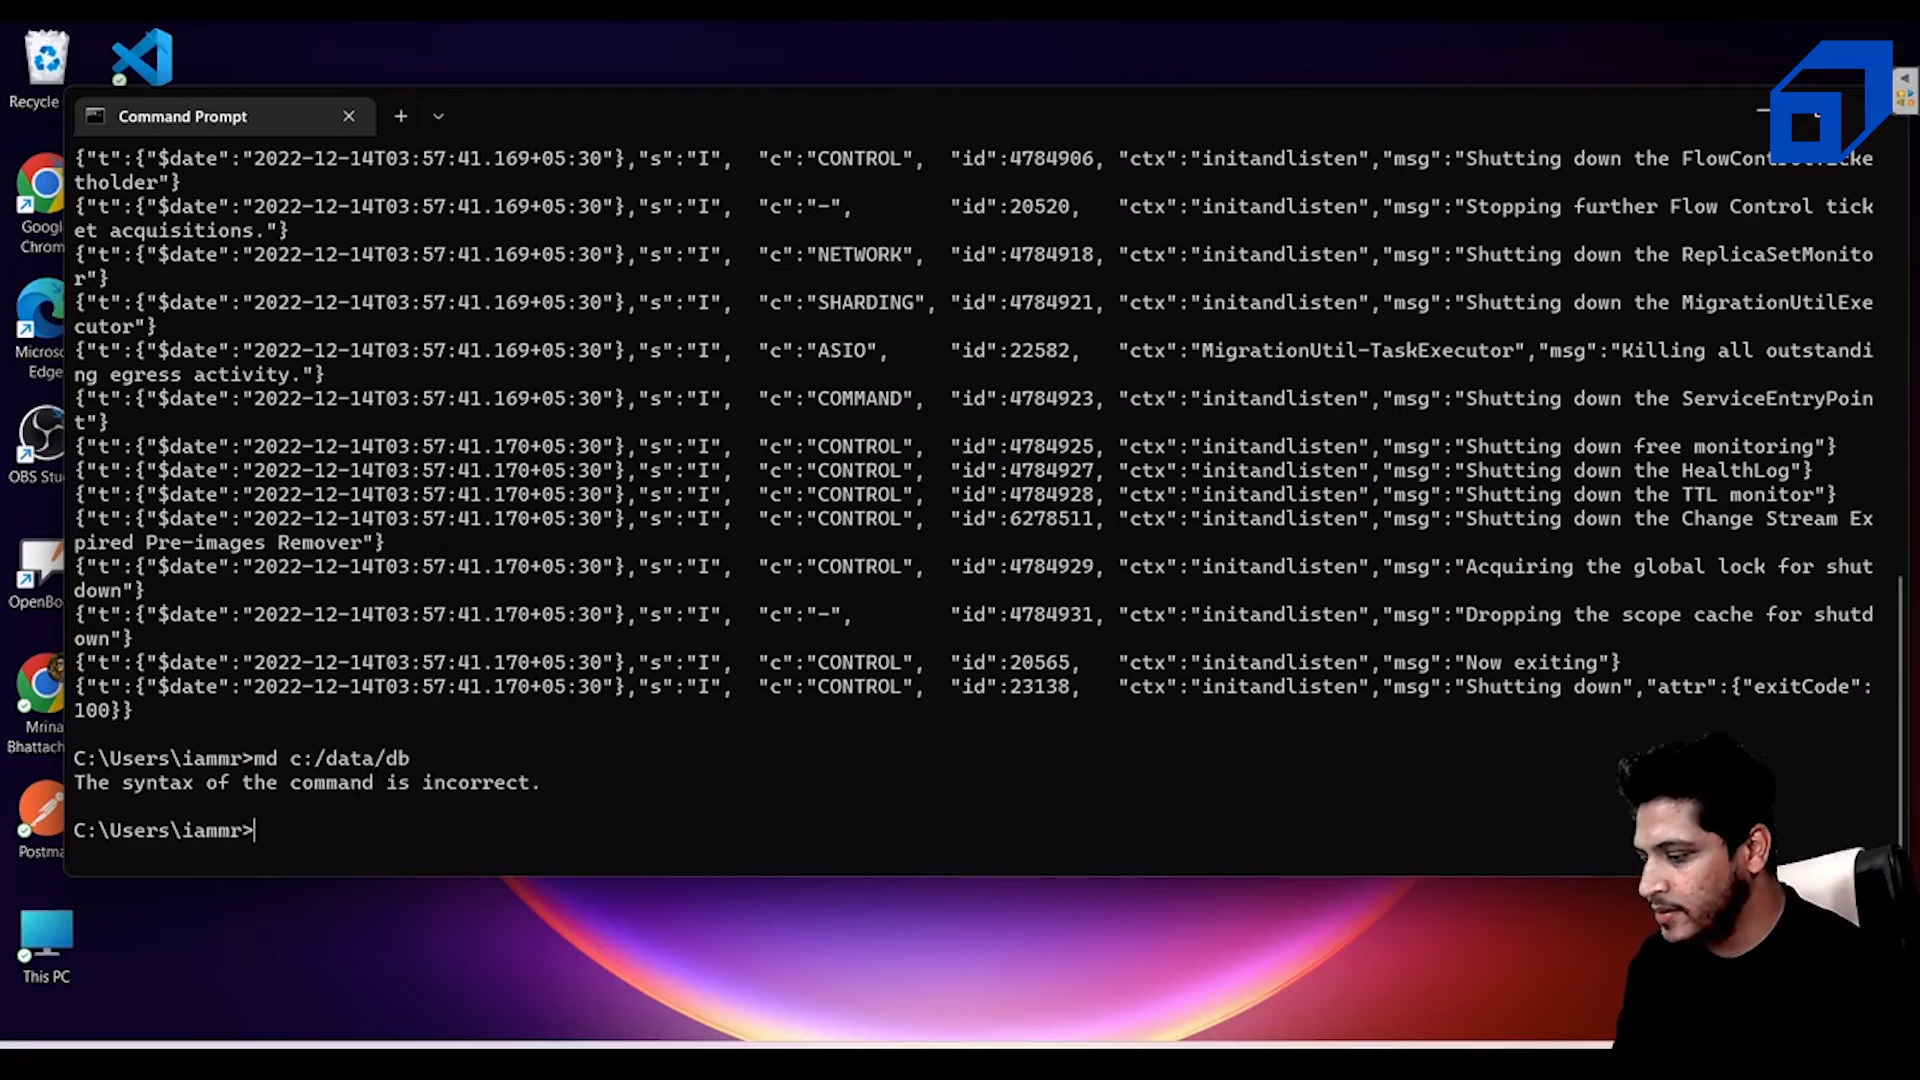 Recycle
Command Prompt
{"t":{"$date":"2022-12-14T03:57:41.169+05:30"},"s":"I", "c":"CONTROL", "id":4784906, "ctx":"initandlisten","msg":"Shutting down the
tholder"}
{"t":{"$date":"2022-12-14T03:57:41.169+05:30"},"s":"I", "c":"-", "id":20520, "ctx":"initandlisten","msg":"Stopping further Flow Control tick
et acquisitions."}
{"t":{"$date":"2022-12-14T03:57:41.169+05:30"},"s":"I", "c":"NETWORK", "id":4784918, "ctx":"initandlisten","msg":"Shutting down the ReplicaSetMonito
r"}
{"t":{"$date":"2022-12-14T03:57:41.169+05:30"},"s":"I", "c":"SHARDING", "id":4784921, "ctx":"initandlisten","msg":"Shutting down the MigrationUtilExe
cutor"}
{"t":{"$date":"2022-12-14T03:57:41.169+05:30"},"s":"I", "c":"ASIO", "id":22582, "ctx":"MigrationUtil-TaskExecutor","msg":"Killing all outstandi
ng egress activity."}
{"t":{"$date":"2022-12-14T03:57:41.169+05:30"},"s":"I", "c":"COMMAND", "id":4784923, "ctx":"initandlisten","msg":"Shutting down the ServiceEntryPoin
t"}
{"t":{"$date":"2022-12-14T03:57:41.170+05:30"},"s":"I", "c":"CONTROL", "id":4784925, "ctx":"initandlisten","msg":"Shutting down free monitoring"}
{"t":{"$date":"2022-12-14T03:57:41.170+05:30"},"s":"I", "c":"CONTROL", "id":4784927, "ctx":"initandlisten","msg":"Shutting down the HealthLog"}
{"t":{"$date":"2022-12-14T03:57:41.170+05:30"},"s":"I", "c":"CONTROL", "id":4784928, "ctx":"initandlisten","msg":"Shutting down the TTL monitor"}
{"t":{"$date":"2022-12-14T03:57:41.170+05:30"},"s":"I", "c":"CONTROL", "id":6278511, "ctx":"initandlisten","msg":"Shutting down the Change Stream Ex
pired Pre-images Remover"}
{"t":{"$date":"2022-12-14T03:57:41.170+05:30"},"s":"I", "c":"CONTROL", "id":4784929, "ctx":"initandlisten","msg":"Acquiring the global lock for shut
down"}
{"t":{"$date":"2022-12-14T03:57:41.170+05:30"},"s":"I", "c":"-", "id":4784931, "ctx":"initandlisten","msg":"Dropping the scope cache for shutd
own"}
{"t":{"$date":"2022-12-14T03:57:41.170+05:30"},"s":"I", "c":"CONTROL", "id":20565, "ctx":"initandlisten","msg":"Now exiting"}
{"t":{"$date":"2022-12-14T03:57:41.170+05:30"},"s":"I", "c":"CONTROL", "id":23138, "ctx":"initandlisten","msg":"Shutting down","attr":{"exitCode":
100}}
C:\Users\iammr>md c:/data/db
The syntax of the command is incorrect.
C:\Users\iammr>
Googl
Chrom
Micros
Edge
OBS Stu
OpenBo
Mrina
Bhattach
Postma
This PC